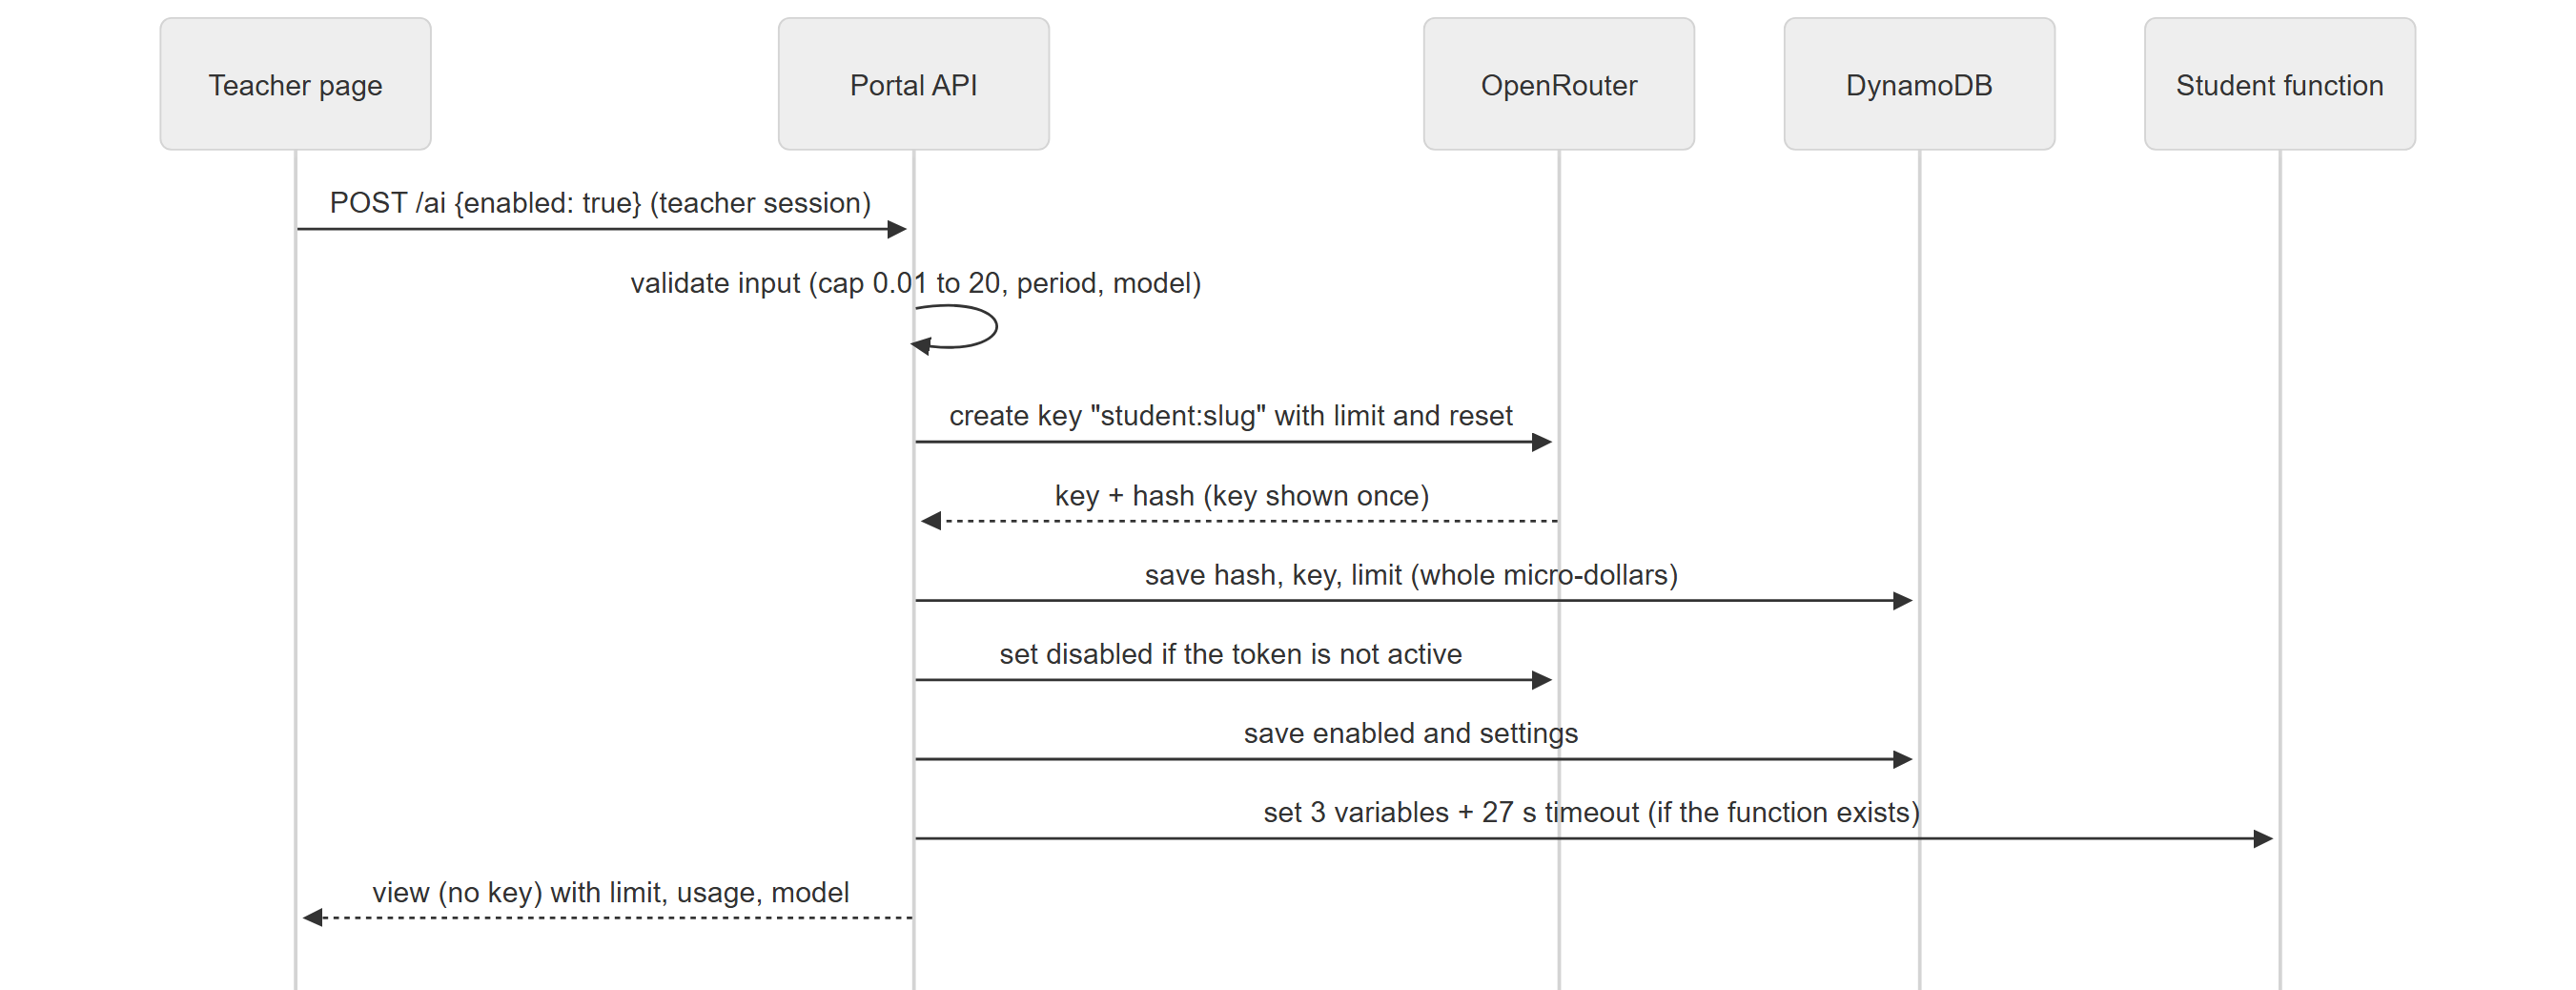 Teacher page
Portal API
OpenRouter
DynamoDB
Student function
POST /ai {enabled: true} (teacher session)
validate input (cap 0.01 to 20, period, model)
create key "student:slug" with limit and reset
key + hash (key shown once)
save hash, key, limit (whole micro-dollars)
set disabled if the token is not active
save enabled and settings
set 3 variables + 27 s timeout (if the function exists)
view (no key) with limit, usage, model